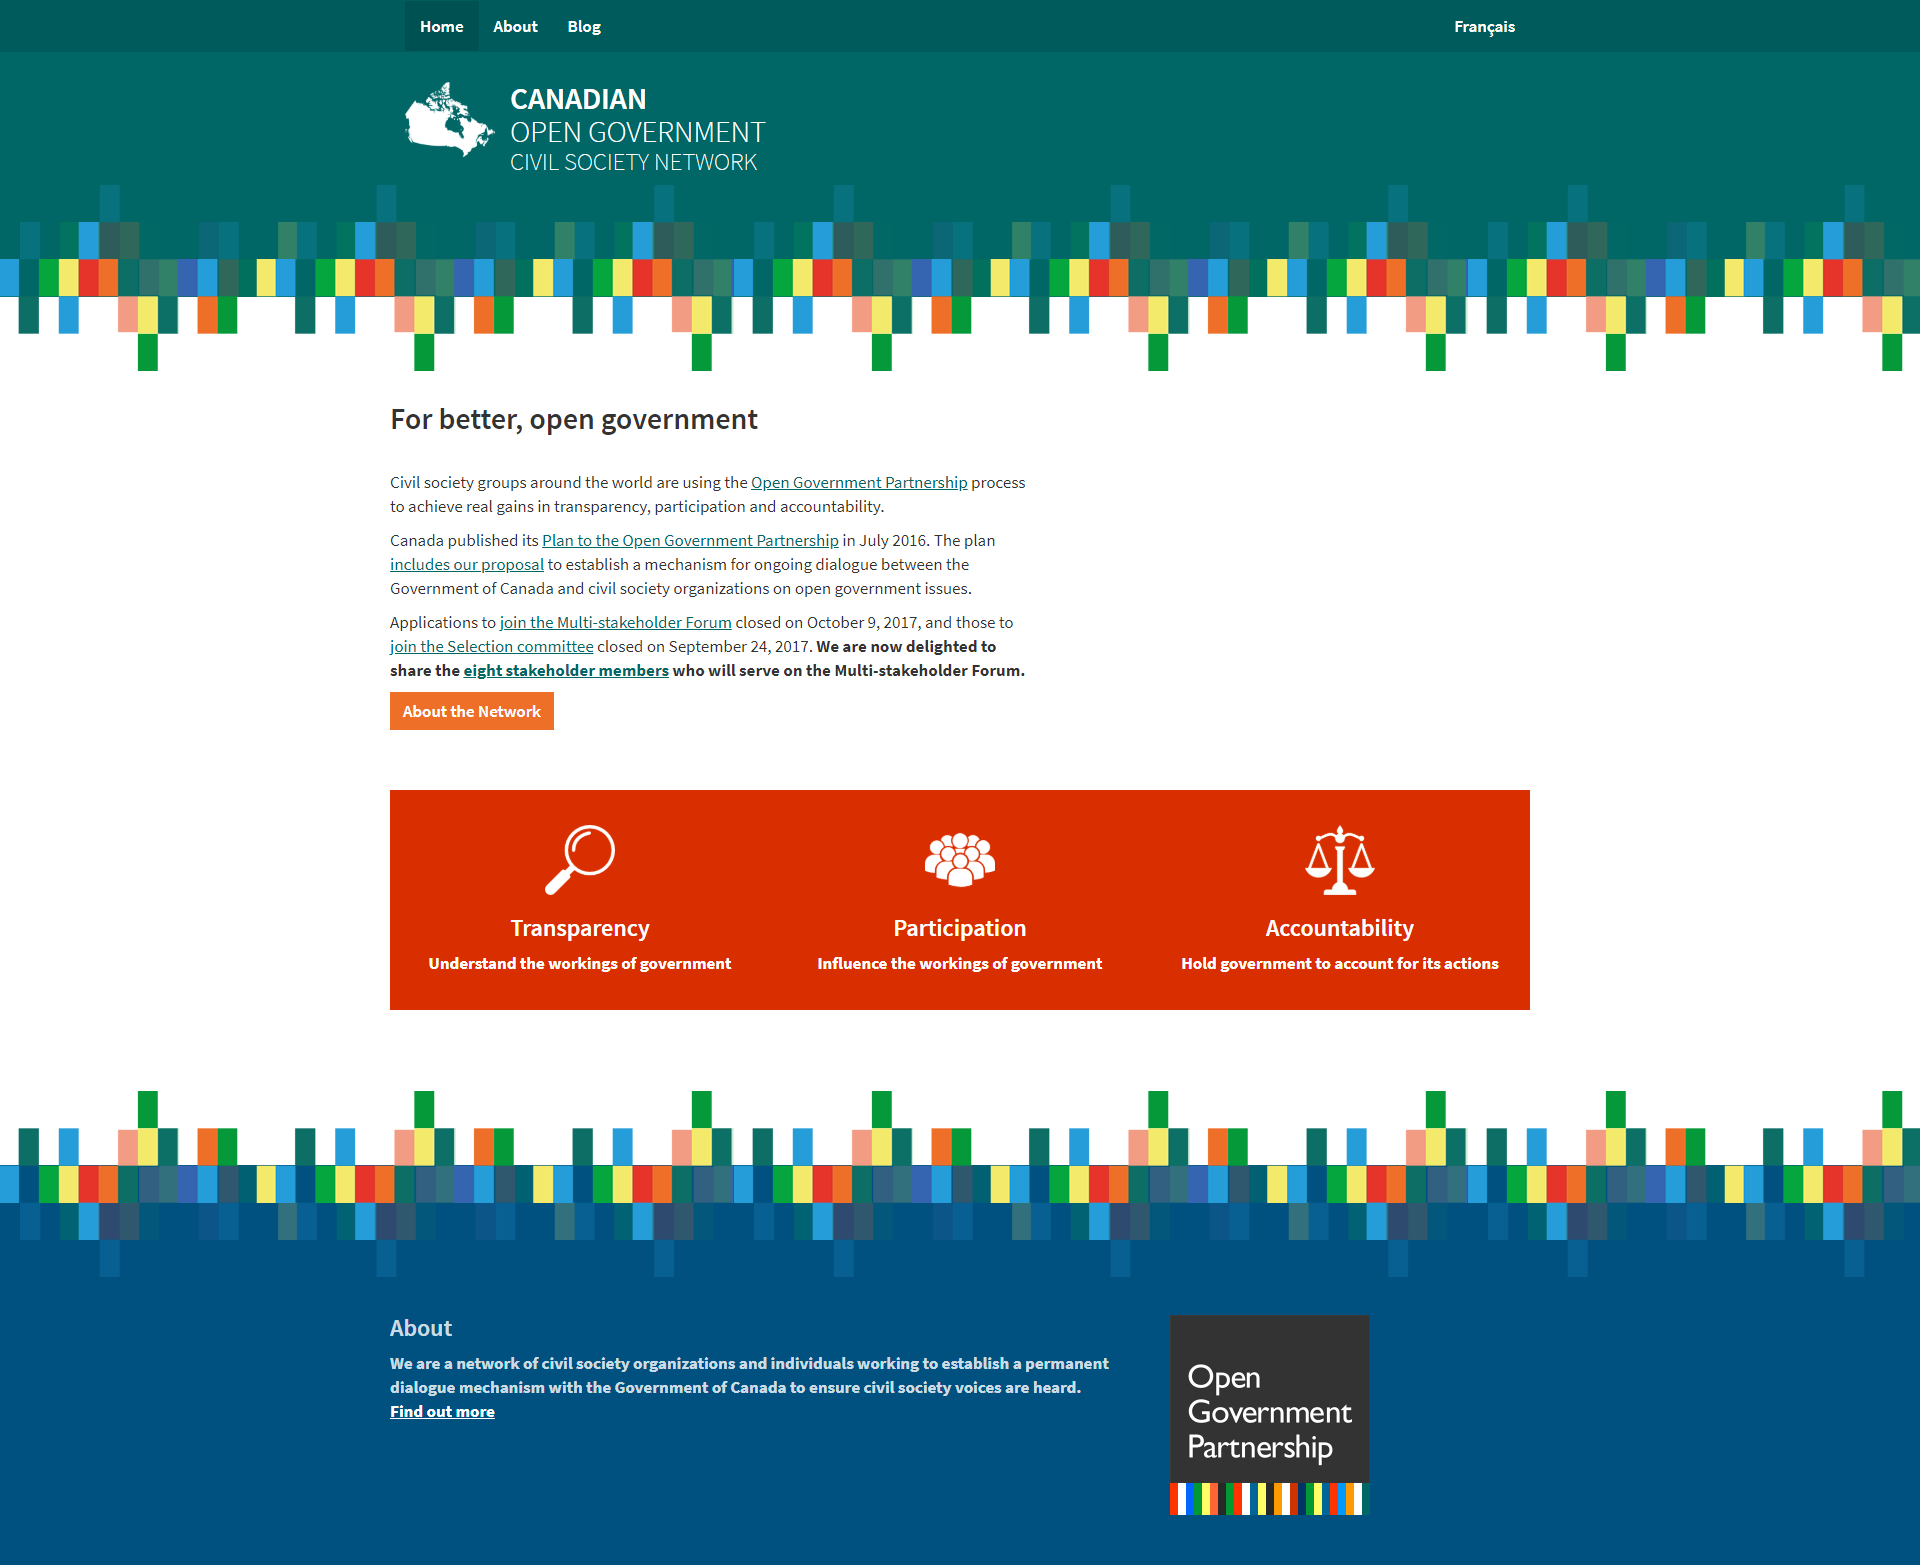 Home About Blog Français
CANADIAN
OPEN GOVERNMENT
CIVIL SOCIETY NETWORK
For better, open government
Civil society groups around the world are using the Open Government Partnership process
to achieve real gains in transparency, participation and accountability.
Canada published its Plan to the Open Government Partnership in July 2016. The plan
includes our proposal to establish a mechanism for ongoing dialogue between the
Government of Canada and civil society organizations on open government issues.
Applications to join the Multi-stakeholder Forum closed on October 9, 2017, and those to
join the Selection committee closed on September 24, 2017. We are now delighted to
share the eight stakeholder members who will serve on the Multi-stakeholder Forum.
About the Network
Transparency
Understand the workings of government
Participation
Influence the workings of government
Accountability
Hold government to account for its actions
About
We are a network of civil society organizations and individuals working to establish a permanent
dialogue mechanism with the Government of Canada to ensure civil society voices are heard.
Find out more
Open
Government
Partnership